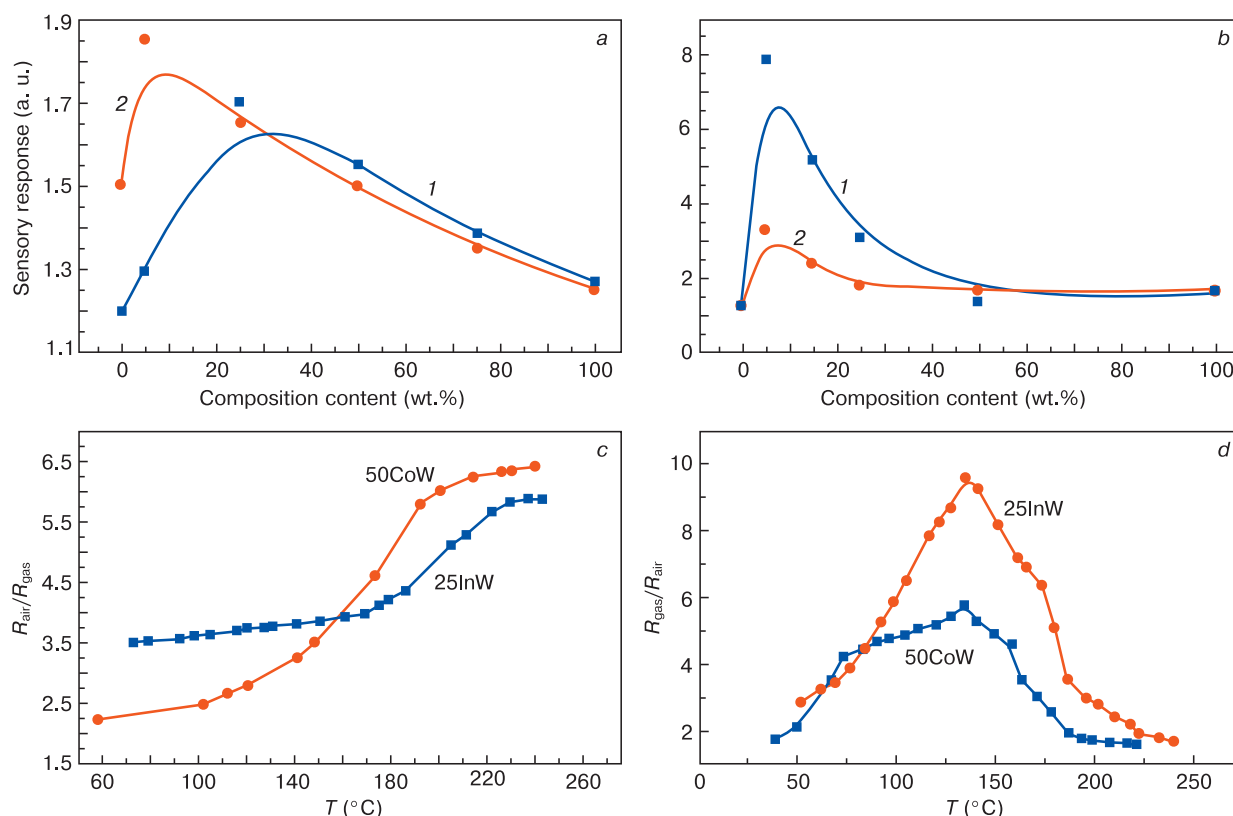 a
Sensory response (a. u.)
1.9
1.7
1.5
1.3
1.1
2
1
0 20 40 60 80 100
Composition content (wt.%)
b
8
6
4
2
0
1
2
0 20 40 60 80 100
Composition content (wt.%)
c
R_air/R_gas
6.5
5.5
4.5
3.5
2.5
1.5
50CoW
25InW
60 100 140 180 220 260
T (°C)
d
R_gas/R_air
10
8
6
4
2
25InW
50CoW
0 50 100 150 200 250
T (°C)